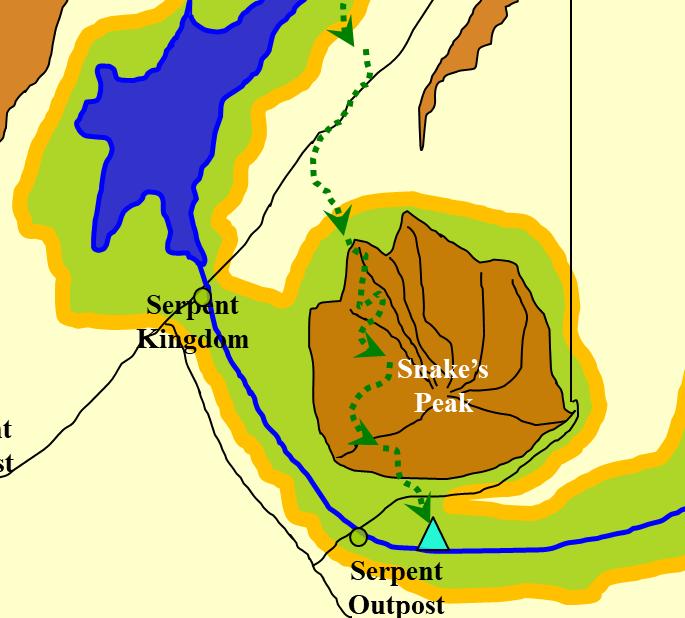 Serpent
Kingdom
Snake's
Peak
Serpent
Outpost